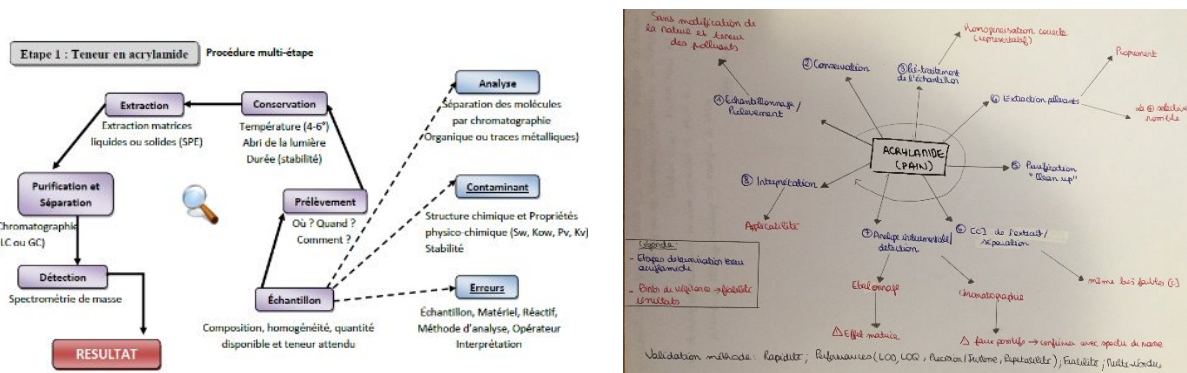 Etape 1 : Teneur en acrylamide
Procédure multi-étape
Extraction
Extraction matrices
liquides ou solides (SPE)
Conservation
Température (4-6°)
Abri de la lumière
Durée (stabilité)
Analyse
Séparation des molécules
par chromatographie
Organique ou traces métalliques)
Purification et
Séparation
Chromatographie
LC ou GC)
Prélèvement
Où ? Quand ?
Comment ?
Contaminant
Structure chimique et Propriétés
physico-chimique (Sw, Kow, Pv, Kv)
Stabilité
Détection
Spectrométrie de masse
Échantillon
Composition, homogénéité, quantité
disponible et teneur attendu
Erreurs
Échantillon, Matériel, Réactif,
Méthode d'analyse, Opérateur
Interprétation
RESULTAT
Sans modification de
la nature et teneur
des polluants
Homogénéisation correcte
(représentatif)
② Conservation
③ Pré-traitement
de l'échantillon
① Echantillonnage/
Prélèvement
④ Extraction polluants
ACRYLAMIDE
(PAIN)
⑤ Purification
"Clean up"
⑧ Interprétation
Applicabilité
⑦ Analyse instrumentale/
détection
⑥ [C] de l'extrait/
séparation
Légende:
- Etapes détermination teneur
acrylamide
- Points de vigilance → fiabilité
résultats
Etalonnage
Chromatographie
même les faibles [C]
⚠ Effet matrice
⚠ faux positifs → confirmer avec spectro de masse
Validation méthode: Rapidité; Performances (LOD, LOQ, Précision/Justesse, Répétabilité); Fiabilité;